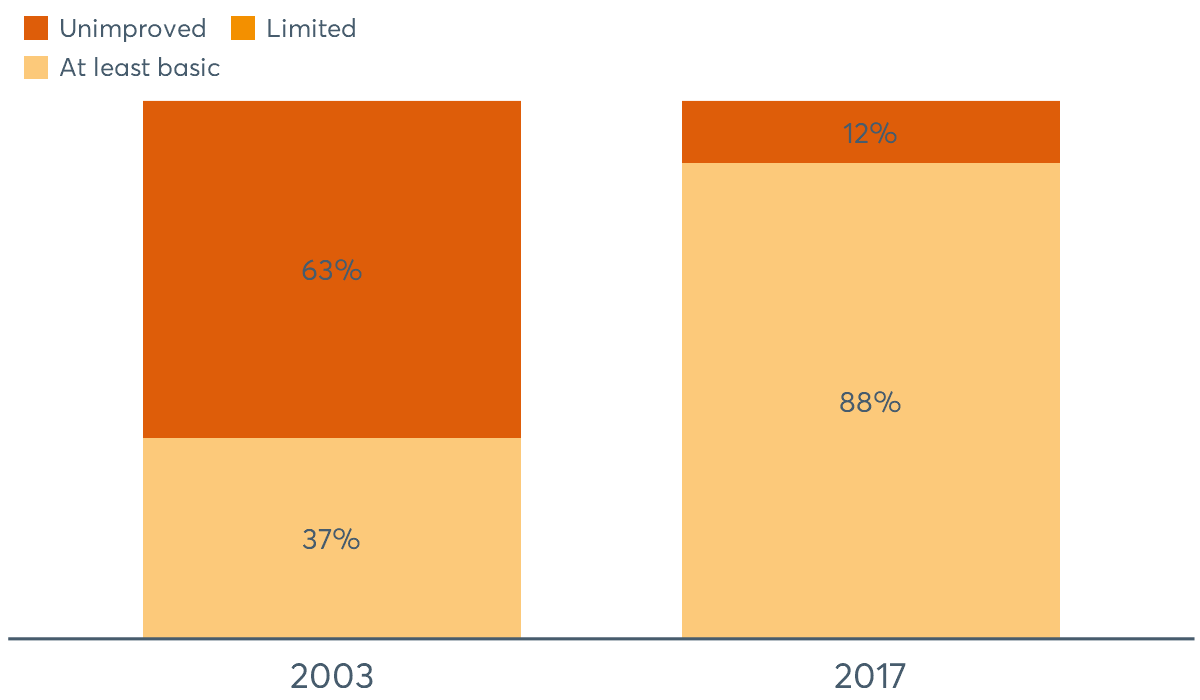 Unimproved Limited
At least basic
12%
63%
88%
37%
2003 2017